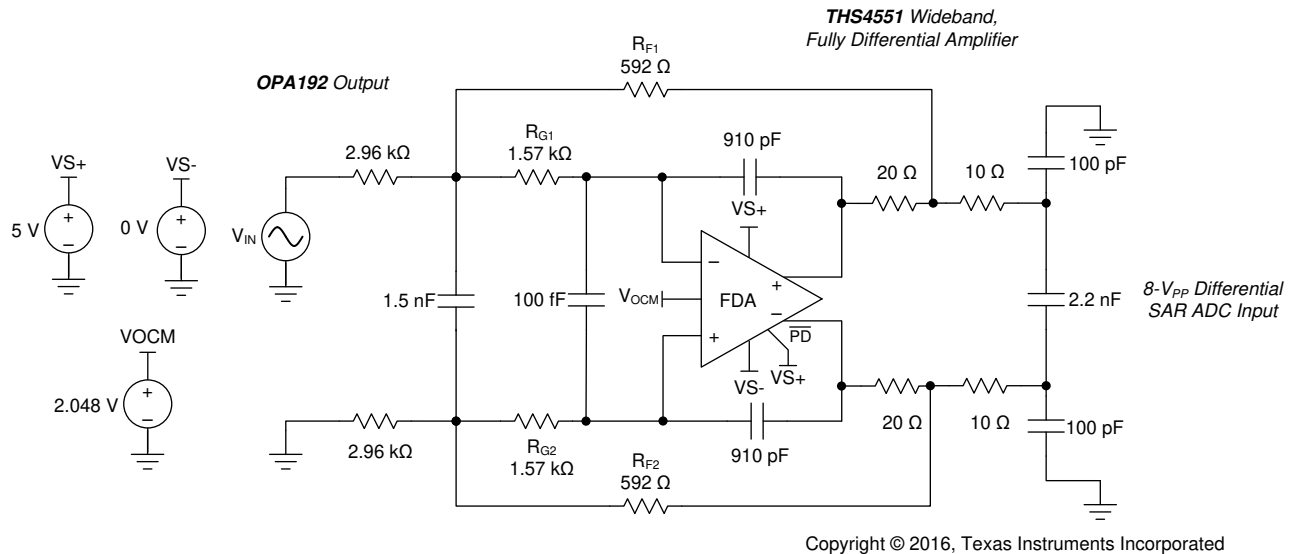 THS4551 Wideband,
Fully Differential Amplifier
RF1
592 Ω
OPA192 Output
VS+
5 V
VS-
0 V
VIN
2.96 kΩ
RG1
1.57 kΩ
910 pF
VS+
20 Ω
10 Ω
100 pF
1.5 nF
100 fF
VOCM
FDA
PD
VS-
VS+
2.2 nF
8-VPP Differential
SAR ADC Input
VOCM
2.048 V
2.96 kΩ
RG2
1.57 kΩ
910 pF
20 Ω
10 Ω
100 pF
RF2
592 Ω
Copyright © 2016, Texas Instruments Incorporated